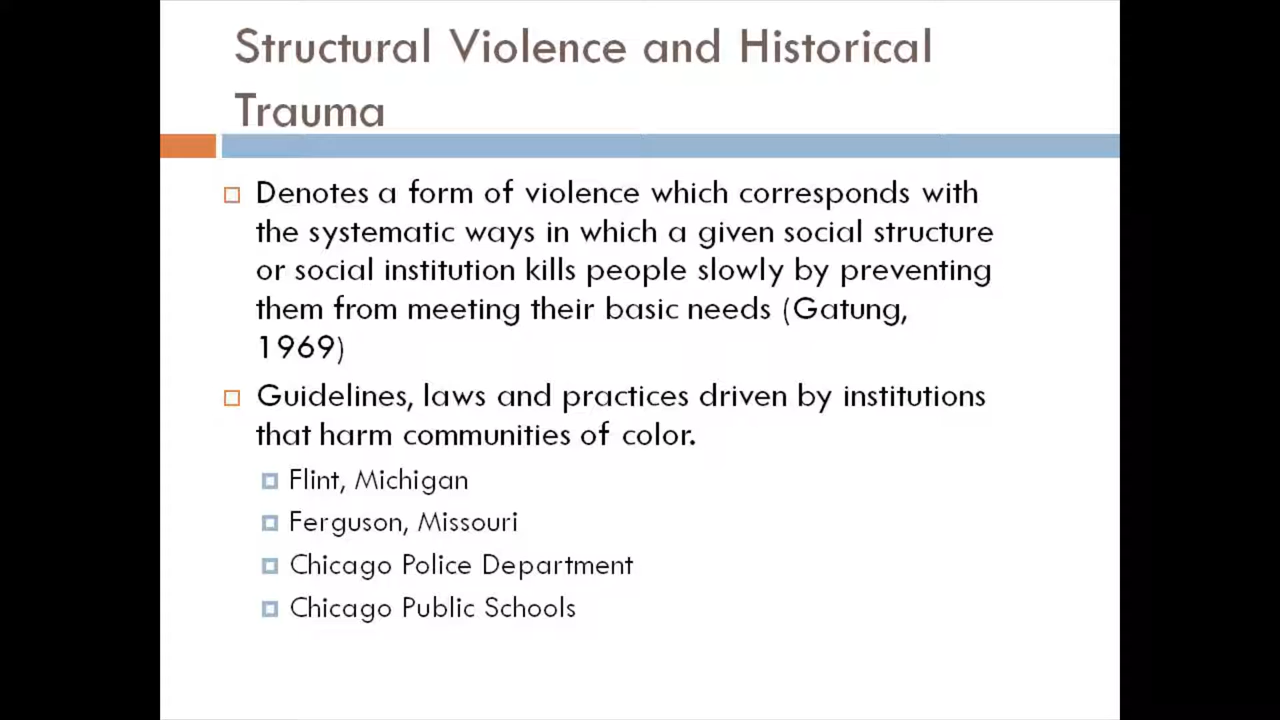 Structural Violence and Historical
Trauma
Denotes a form of violence which corresponds with
the systematic ways in which a given social structure
or social institution kills people slowly by preventing
them from meeting their basic needs (Gatung,
1969)
Guidelines, laws and practices driven by institutions
that harm communities of color.
Flint, Michigan
Ferguson, Missouri
Chicago Police Department
Chicago Public Schools